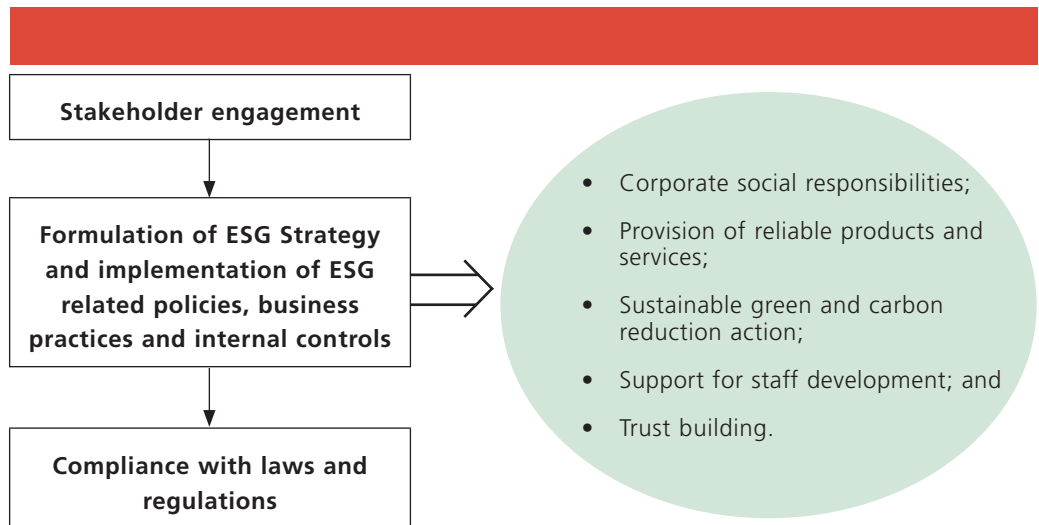 Stakeholder engagement
Formulation of ESG Strategy
and implementation of ESG
related policies, business
practices and internal controls
Compliance with laws and
regulations
• Corporate social responsibilities;
• Provision of reliable products and
services;
• Sustainable green and carbon
reduction action;
• Support for staff development; and
• Trust building.